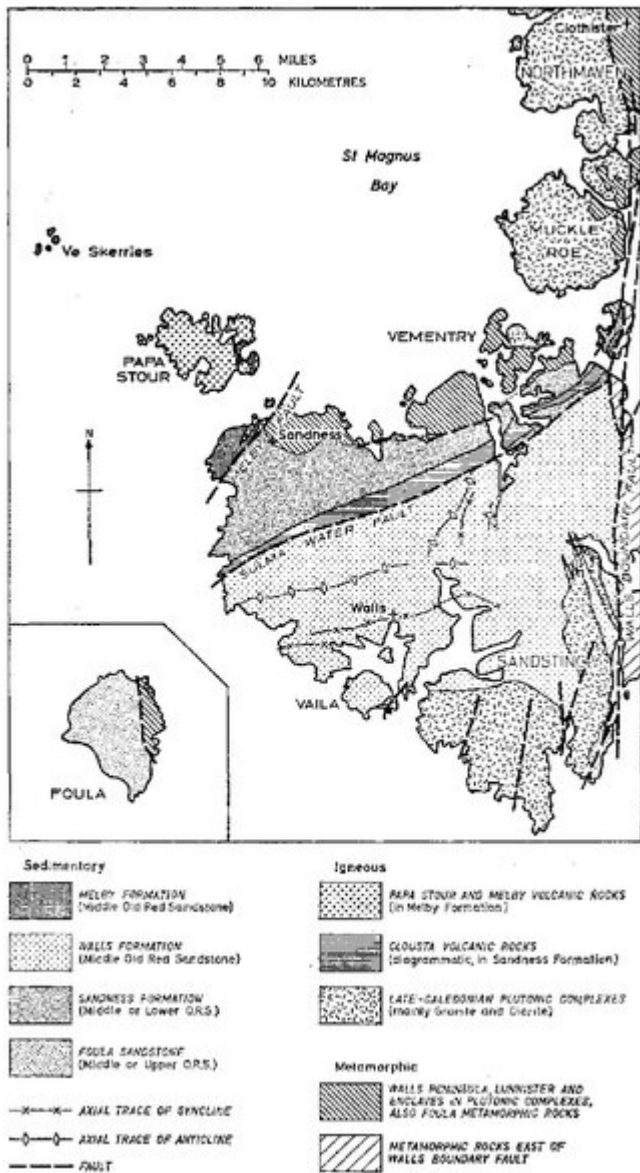 0 1 2 3 4 5 6 MILES
0 2 4 6 8 10 KILOMETRES
Clothister
NORTHMAVEN
St Magnus
Bay
MUCKLE
ROE
Ve Skerries
VEMENTRY
PAPA
STOUR
MELBY FAULT
Sandness
N
SULMA WATER FAULT
WALLS BOUNDARY FAULT
Walls
SANDSTING
VAILA
FOULA
Sedimentary
MELBY FORMATION
(Middle Old Red Sandstone)
WALLS FORMATION
(Middle Old Red Sandstone)
SANDNESS FORMATION
(Middle or Lower O.R.S.)
FOULA SANDSTONE
(Middle or Upper O.R.S.)
AXIAL TRACE OF SYNCLINE
AXIAL TRACE OF ANTICLINE
FAULT
Igneous
PAPA STOUR AND MELBY VOLCANIC ROCKS
(in Melby Formation)
CLOUSTA VOLCANIC ROCKS
(diagrammatic, in Sandness Formation)
LATE-CALEDONIAN PLUTONIC COMPLEXES
(mainly Granite and Diorite)
Metamorphic
WALLS PENINSULA, LUNNISTER AND
ENCLAVES IN PLUTONIC COMPLEXES,
ALSO FOULA METAMORPHIC ROCKS
METAMORPHIC ROCKS EAST OF
WALLS BOUNDARY FAULT